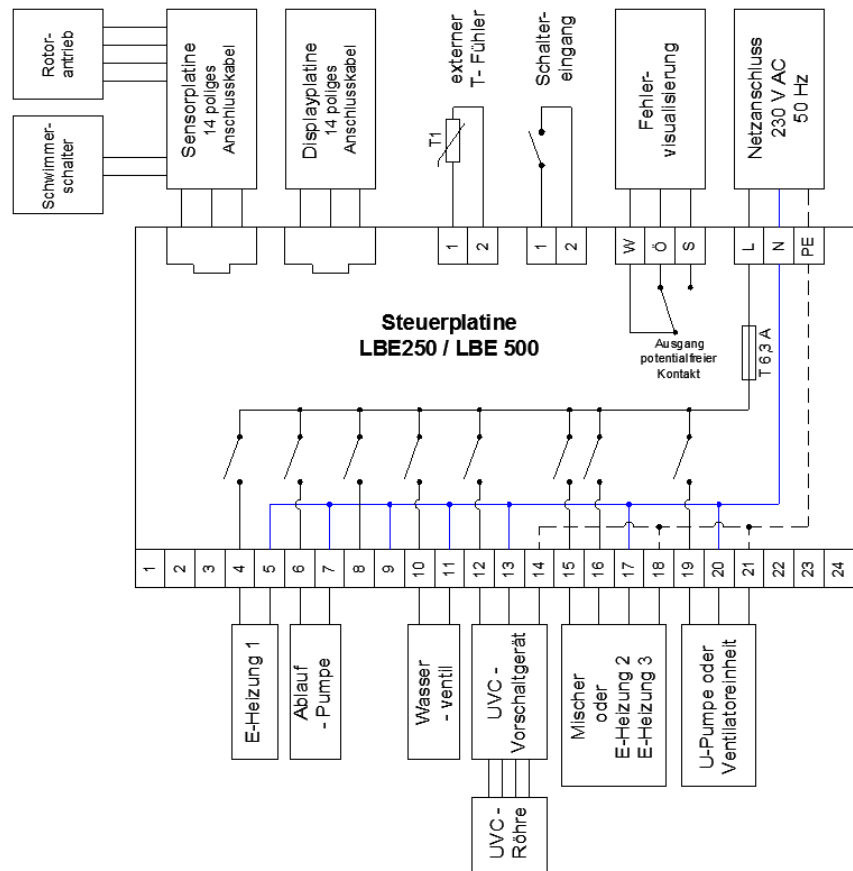 Rotor-
antrieb
Schwimmer-
schalter
Sensorplatine
14 poliges
Anschlusskabel
Displayplatine
14 poliges
Anschlusskabel
externer
T- Fühler
T1
Schalter-
eingang
Fehler-
visualisierung
Netzanschluss
230 V AC
50 Hz
1
2
1
2
W
Ö
S
L
N
PE
Steuerplatine
LBE250 / LBE 500
Ausgang
potentialfreier
Kontakt
T 6,3 A
1
2
3
4
5
6
7
8
9
10
11
12
13
14
15
16
17
18
19
20
21
22
23
24
E-Heizung 1
Ablauf
- Pumpe
Wasser
- ventil
UVC -
Vorschaltgerät
UVC -
Röhre
Mischer
oder
E-Heizung 2
E-Heizung 3
U-Pumpe oder
Ventilatoreinheit